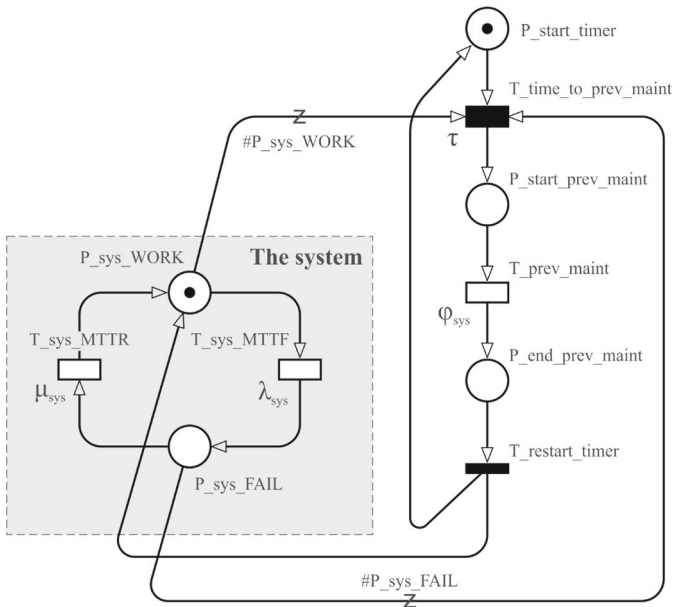 P_start_timer
T_time_to_prev_maint
τ
#P_sys_WORK
P_start_prev_maint
The system
P_sys_WORK
T_prev_maint
φsys
T_sys_MTTR
T_sys_MTTF
μsys
λsys
P_end_prev_maint
T_restart_timer
P_sys_FAIL
#P_sys_FAIL